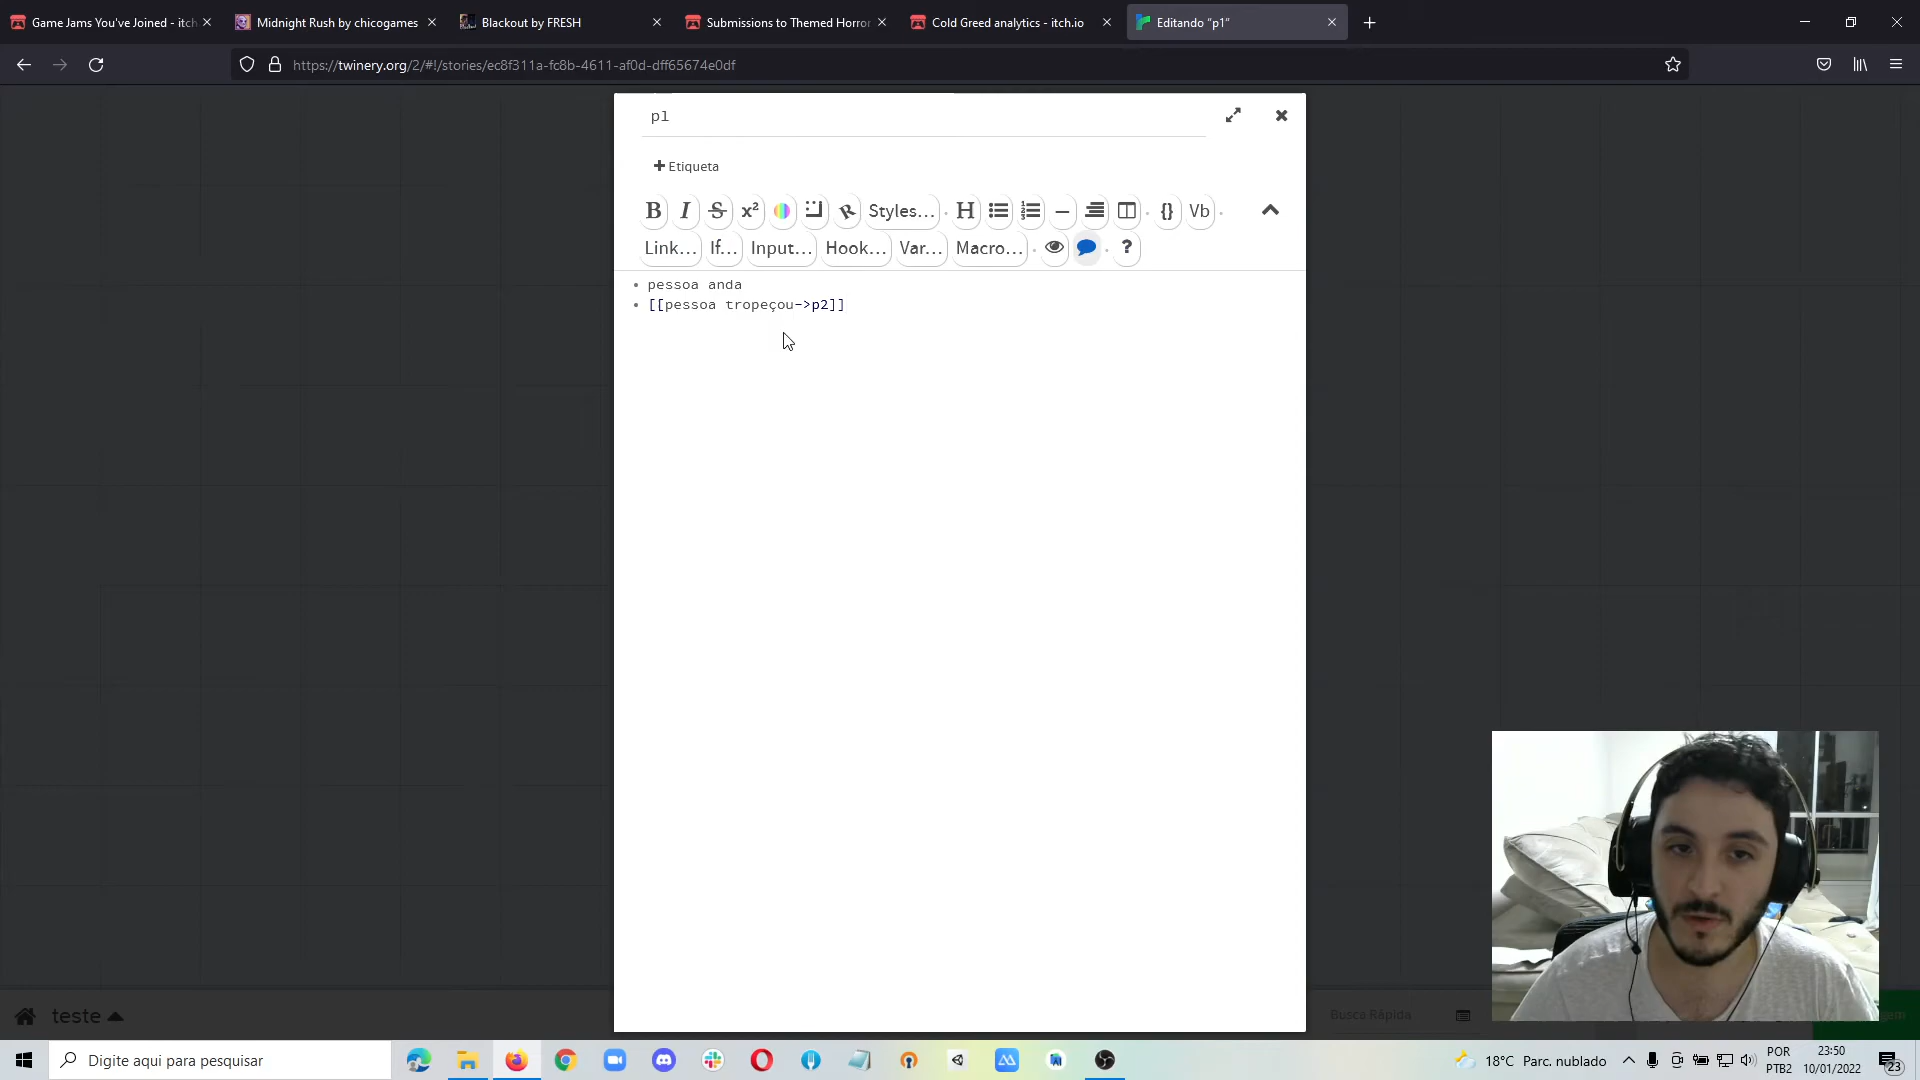 Game Jams You've Joined - itch
Midnight Rush by chicogames
Blackout by FRESH
Submissions to Themed Horror
Cold Greed analytics - itch.io
Editando “p1”
https://twinery.org/2/#!/stories/ec8f311a-fc8b-4611-af0d-dff65674e0df
p1
+ Etiqueta
B I S x² Styles... H {} Vb
Link... If... Input... Hook... Var... Macro... ?
• pessoa anda
• [[pessoa tropeçou->p2]]
teste
Busca Rápida
Digite aqui para pesquisar
18°C Parc. nublado
POR
PTB2
23:50
10/01/2022
23